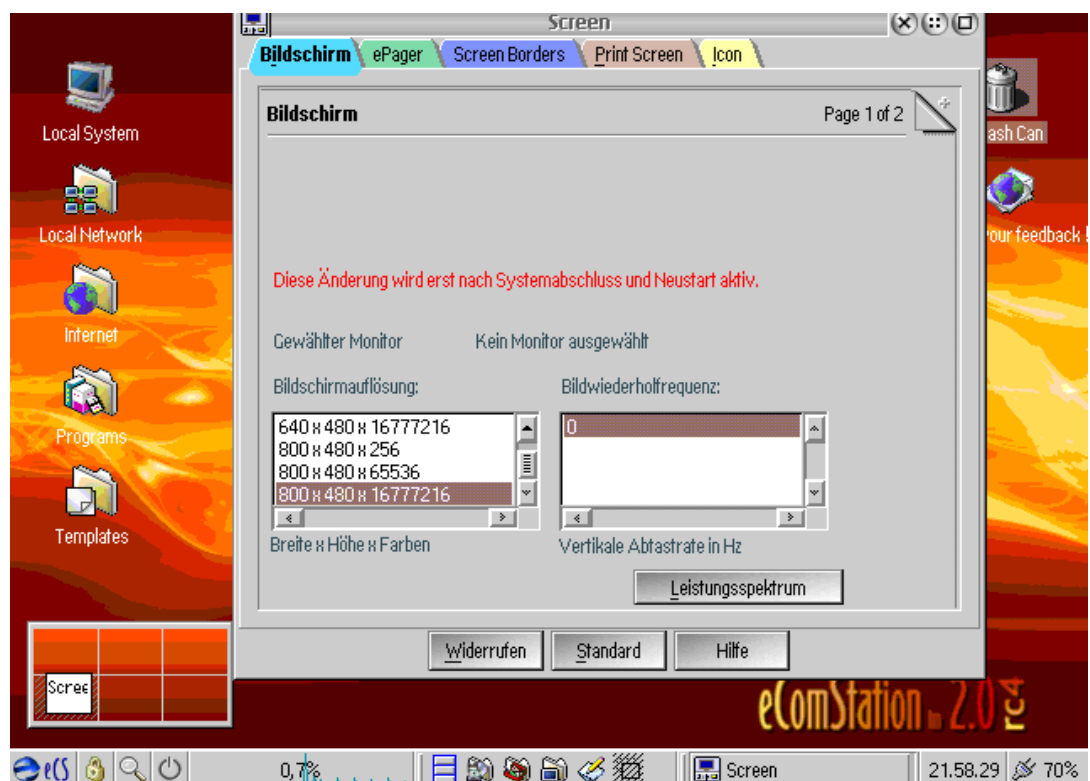 Screen
Bildschirm ePager Screen Borders Print Screen Icon
Bildschirm Page 1 of 2
Diese Änderung wird erst nach Systemabschluss und Neustart aktiv.
Gewählter Monitor Kein Monitor ausgewählt
Bildschirmauflösung: Bildwiederholfrequenz:
640 x 480 x 16777216
800 x 480 x 256
800 x 480 x 65536
800 x 480 x 16777216
0
Breite x Höhe x Farben Vertikale Abtastrate in Hz
Leistungsspektrum
Widerrufen Standard Hilfe
Local System
Local Network
Internet
Programs
Templates
ash Can
our feedback !
Scree
eComStation 2.0 rc4
eCS 0,7% Screen 21.58.29 70%